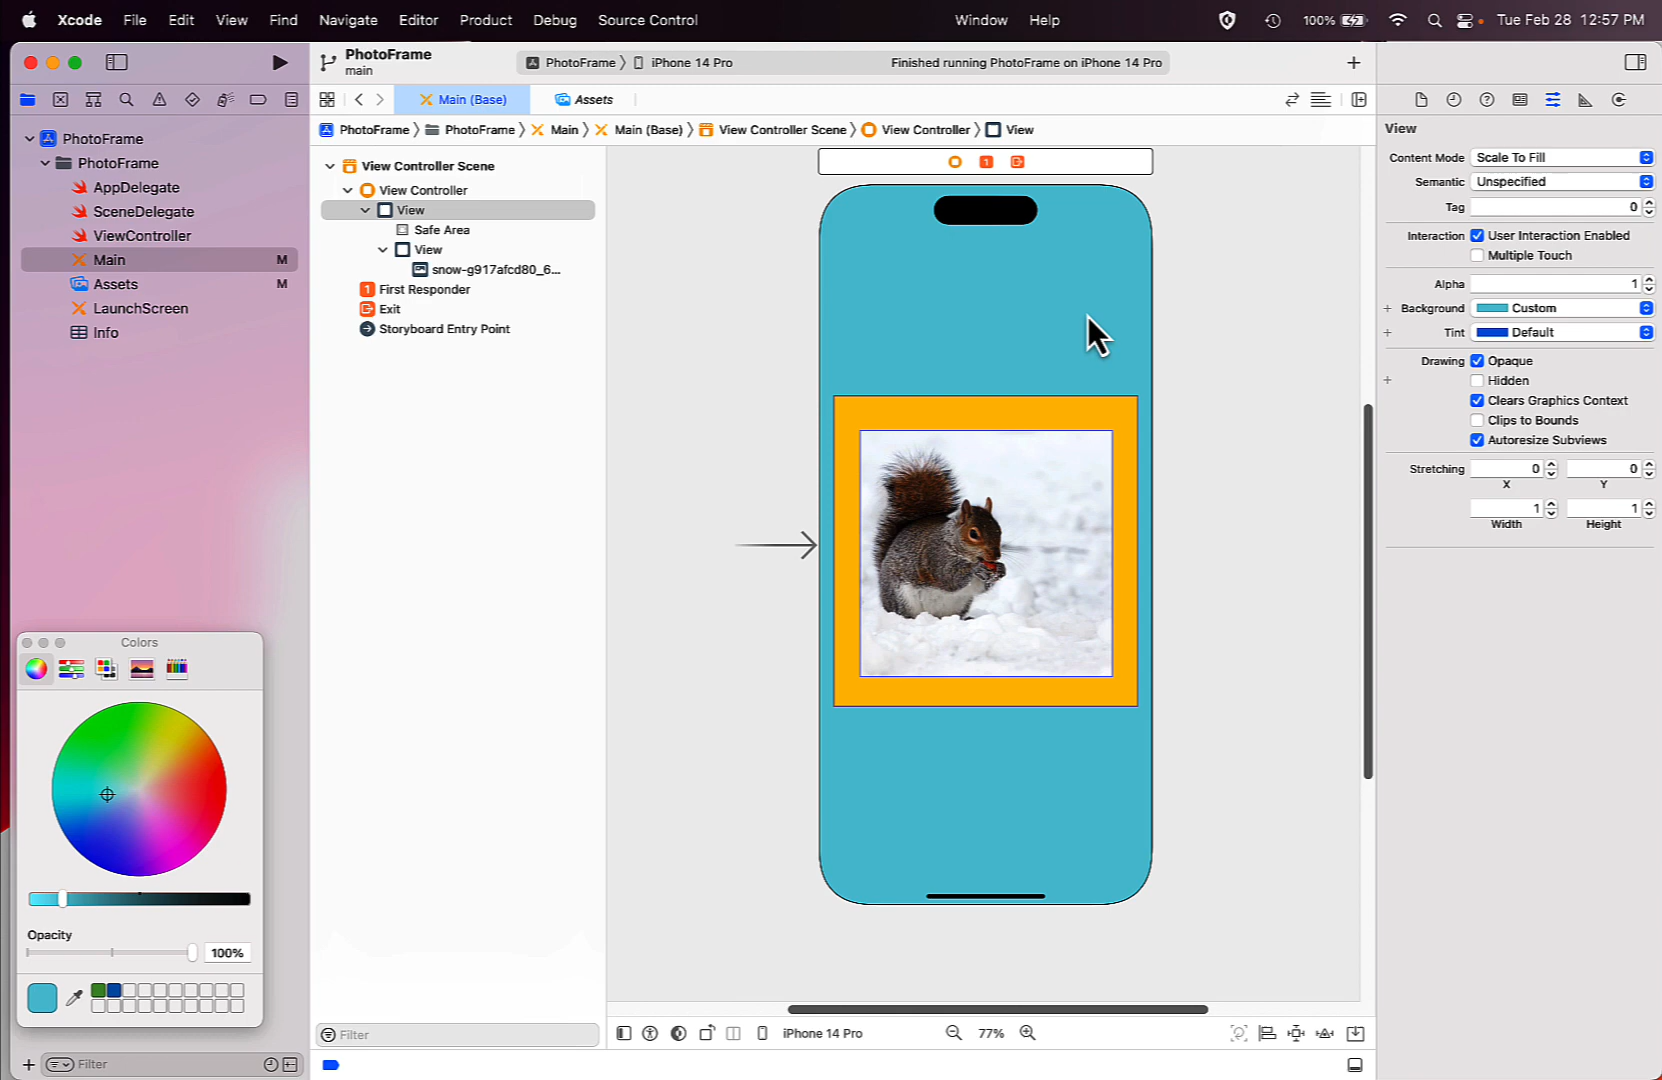 Xcode File Edit View Find Navigate Editor Product Debug Source Control Window Help 100% Tue Feb 28 12:57 PM
PhotoFrame
main
PhotoFrame iPhone 14 Pro Finished running PhotoFrame on iPhone 14 Pro
Main (Base) Assets
PhotoFrame PhotoFrame Main Main (Base) View Controller Scene View Controller View
PhotoFrame
PhotoFrame
AppDelegate
SceneDelegate
ViewController
Main M
Assets M
LaunchScreen
Info
View Controller Scene
View Controller
View
Safe Area
View
snow-g917afcd80_6...
1 First Responder
Exit
Storyboard Entry Point
1
View
Content Mode Scale To Fill
Semantic Unspecified
Tag 0
Interaction User Interaction Enabled
Multiple Touch
Alpha 1
Background Custom
Tint Default
Drawing Opaque
Hidden
Clears Graphics Context
Clips to Bounds
Autoresize Subviews
Stretching 0 0
X Y
1 1
Width Height
Colors
Opacity
100%
Filter
Filter
iPhone 14 Pro 77%